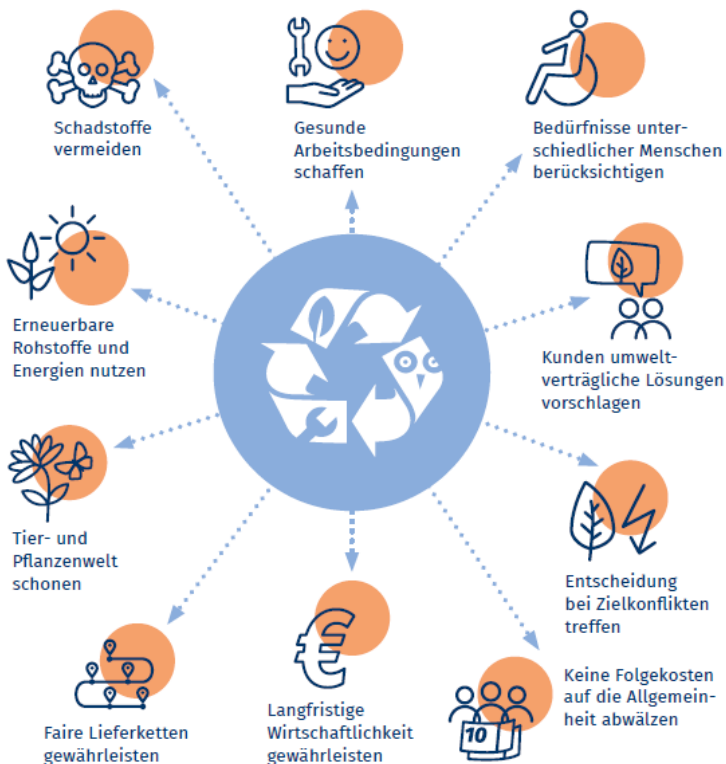 Schadstoffe
vermeiden
Gesunde
Arbeitsbedingungen
schaffen
Bedürfnisse unter-
schiedlicher Menschen
berücksichtigen
Erneuerbare
Rohstoffe und
Energien nutzen
Kunden umwelt-
verträgliche Lösungen
vorschlagen
Tier- und
Pflanzenwelt
schonen
Entscheidung
bei Zielkonflikten
treffen
Faire Lieferketten
gewährleisten
Langfristige
Wirtschaftlichkeit
gewährleisten
10
Keine Folgekosten
auf die Allgemein-
heit abwälzen